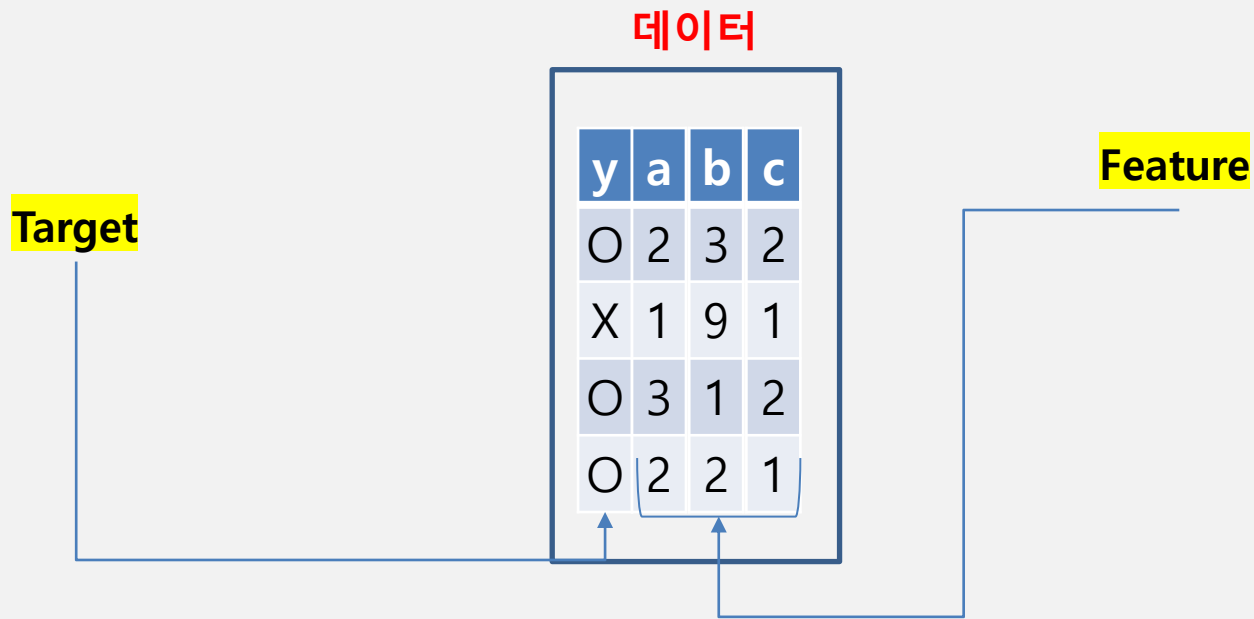 데이터
Feature
Target
y a b c
O 2 3 2
X 1 9 1
O 3 1 2
O 2 2 1